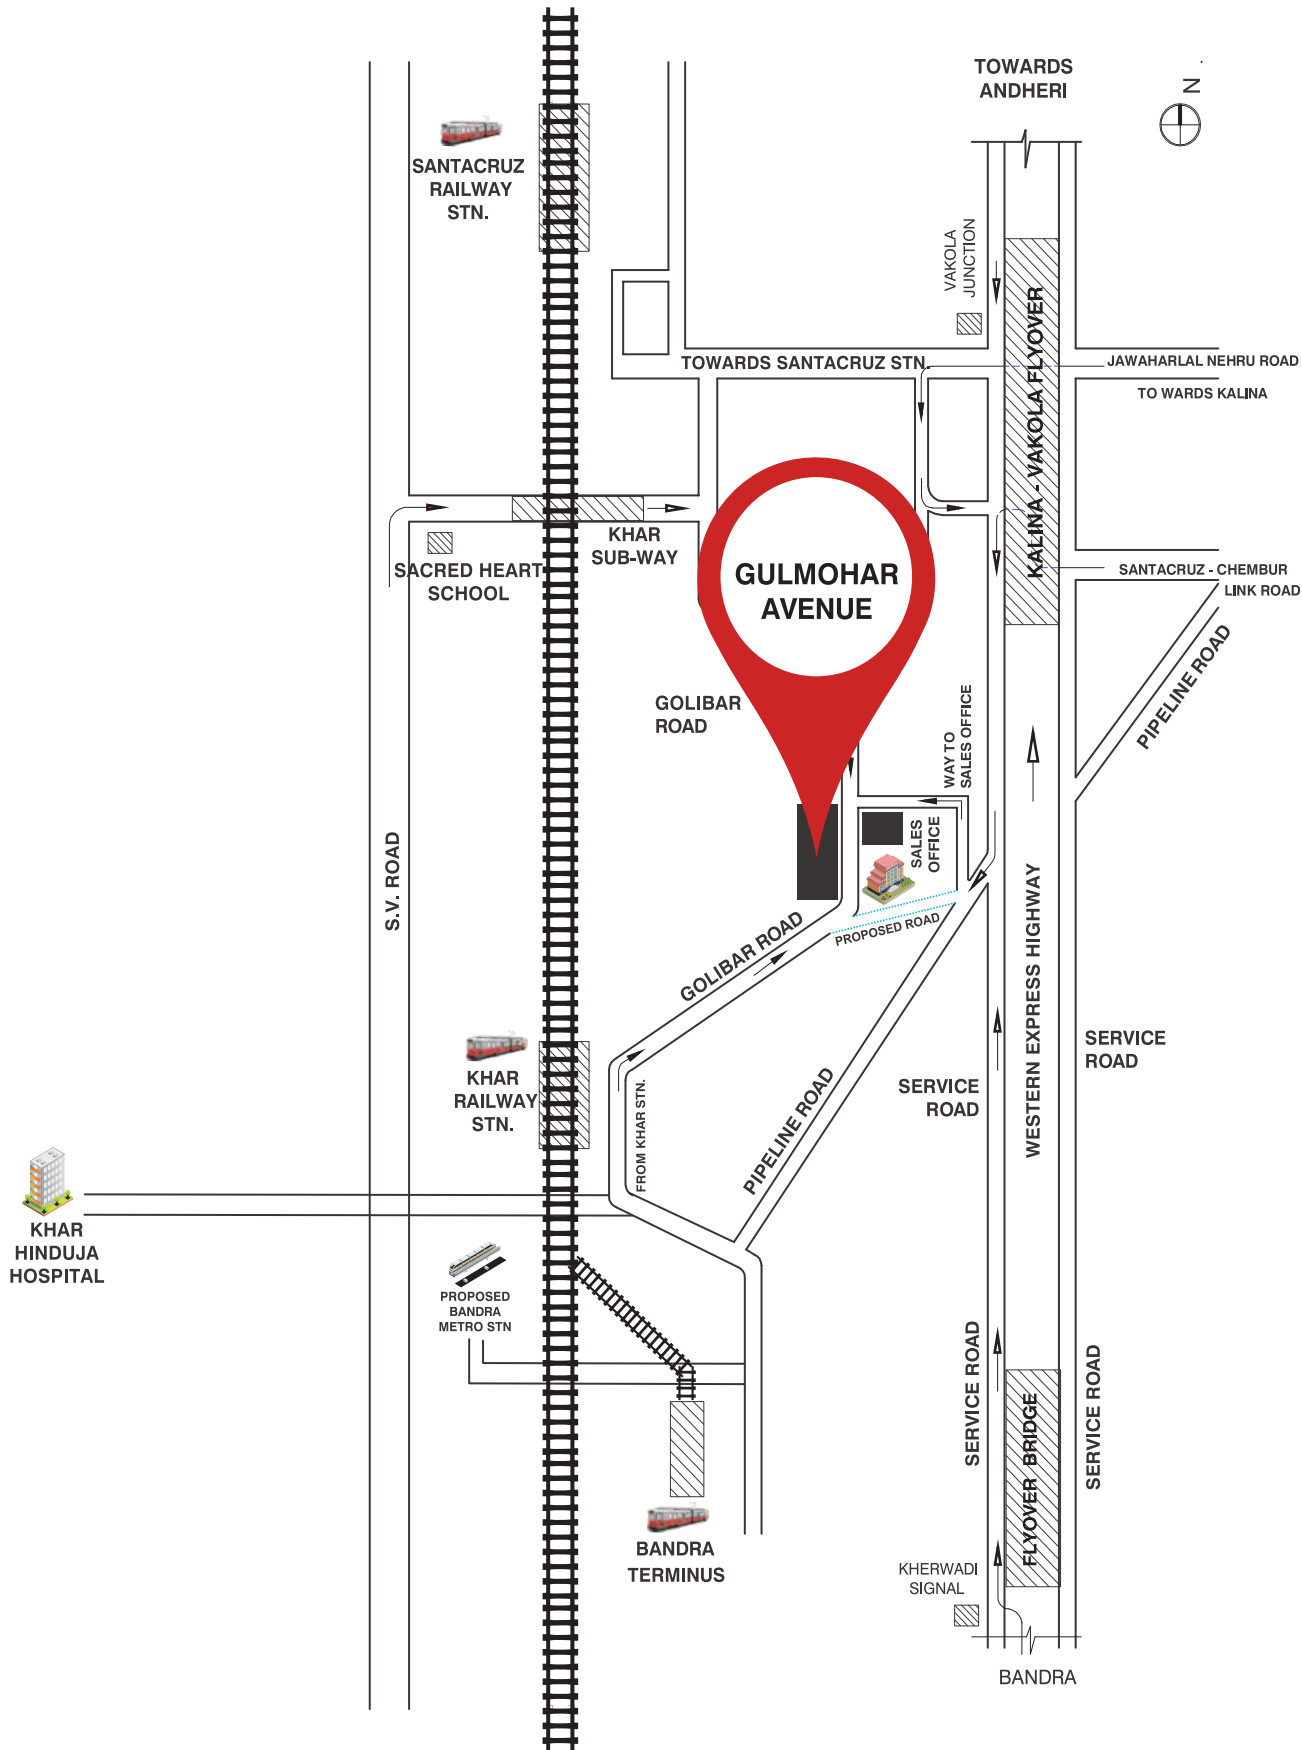 TOWARDS
ANDHERI
N
SANTACRUZ
RAILWAY
STN.
VAKOLA
JUNCTION
KALINA - VAKOLA FLYOVER
TOWARDS SANTACRUZ STN.
JAWAHARLAL NEHRU ROAD
TO WARDS KALINA
KHAR
SUB-WAY
SACRED HEART
SCHOOL
GULMOHAR
AVENUE
SANTACRUZ - CHEMBUR
LINK ROAD
PIPELINE ROAD
GOLIBAR
ROAD
WAY TO
SALES OFFICE
SALES
OFFICE
S.V. ROAD
GOLIBAR ROAD
PROPOSED ROAD
WESTERN EXPRESS HIGHWAY
SERVICE
ROAD
SERVICE
ROAD
KHAR
RAILWAY
STN.
FROM KHAR STN.
PIPELINE ROAD
KHAR
HINDUJA
HOSPITAL
PROPOSED
BANDRA
METRO STN
SERVICE ROAD
FLYOVER BRIDGE
SERVICE ROAD
BANDRA
TERMINUS
KHERWADI
SIGNAL
BANDRA